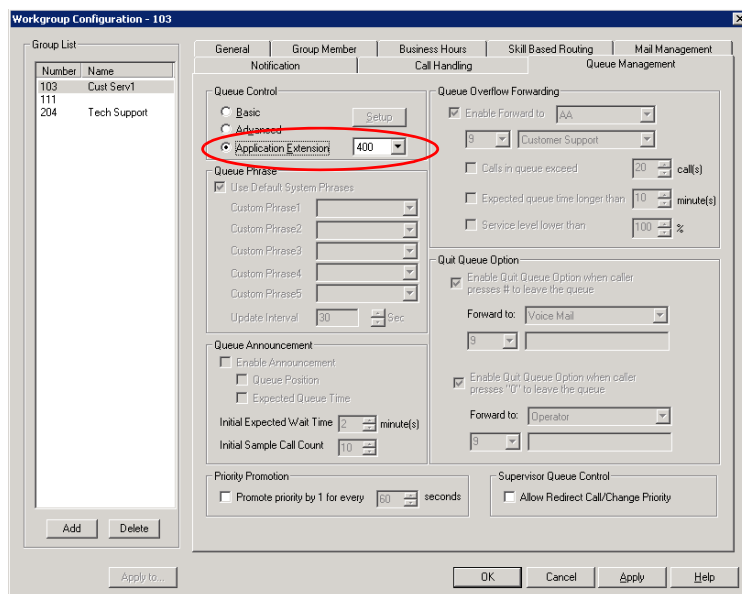 Workgroup Configuration - 103
Group List
Number Name
103 Cust Serv1
111
204 Tech Support
Add Delete
Apply to...
General Group Member Business Hours Skill Based Routing Mail Management
Notification Call Handling Queue Management
Queue Control
Basic
Setup
Advanced
Application Extension 400
Queue Phrase
Use Default System Phrases
Custom Phrase1
Custom Phrase2
Custom Phrase3
Custom Phrase4
Custom Phrase5
Update Interval 30 Sec
Queue Announcement
Enable Announcement
Queue Position
Expected Queue Time
Initial Expected Wait Time 2 minute(s)
Initial Sample Call Count 10
Priority Promotion
Promote priority by 1 for every 60 seconds
Queue Overflow Forwarding
Enable Forward to AA
9 Customer Support
Calls in queue exceed 20 call(s)
Expected queue time longer than 10 minute(s)
Service level lower than 100 %
Quit Queue Option
Enable Quit Queue Option when caller
presses # to leave the queue
Forward to: Voice Mail
9
Enable Quit Queue Option when caller
presses "0" to leave the queue
Forward to: Operator
9
Supervisor Queue Control
Allow Redirect Call/Change Priority
OK Cancel Apply Help